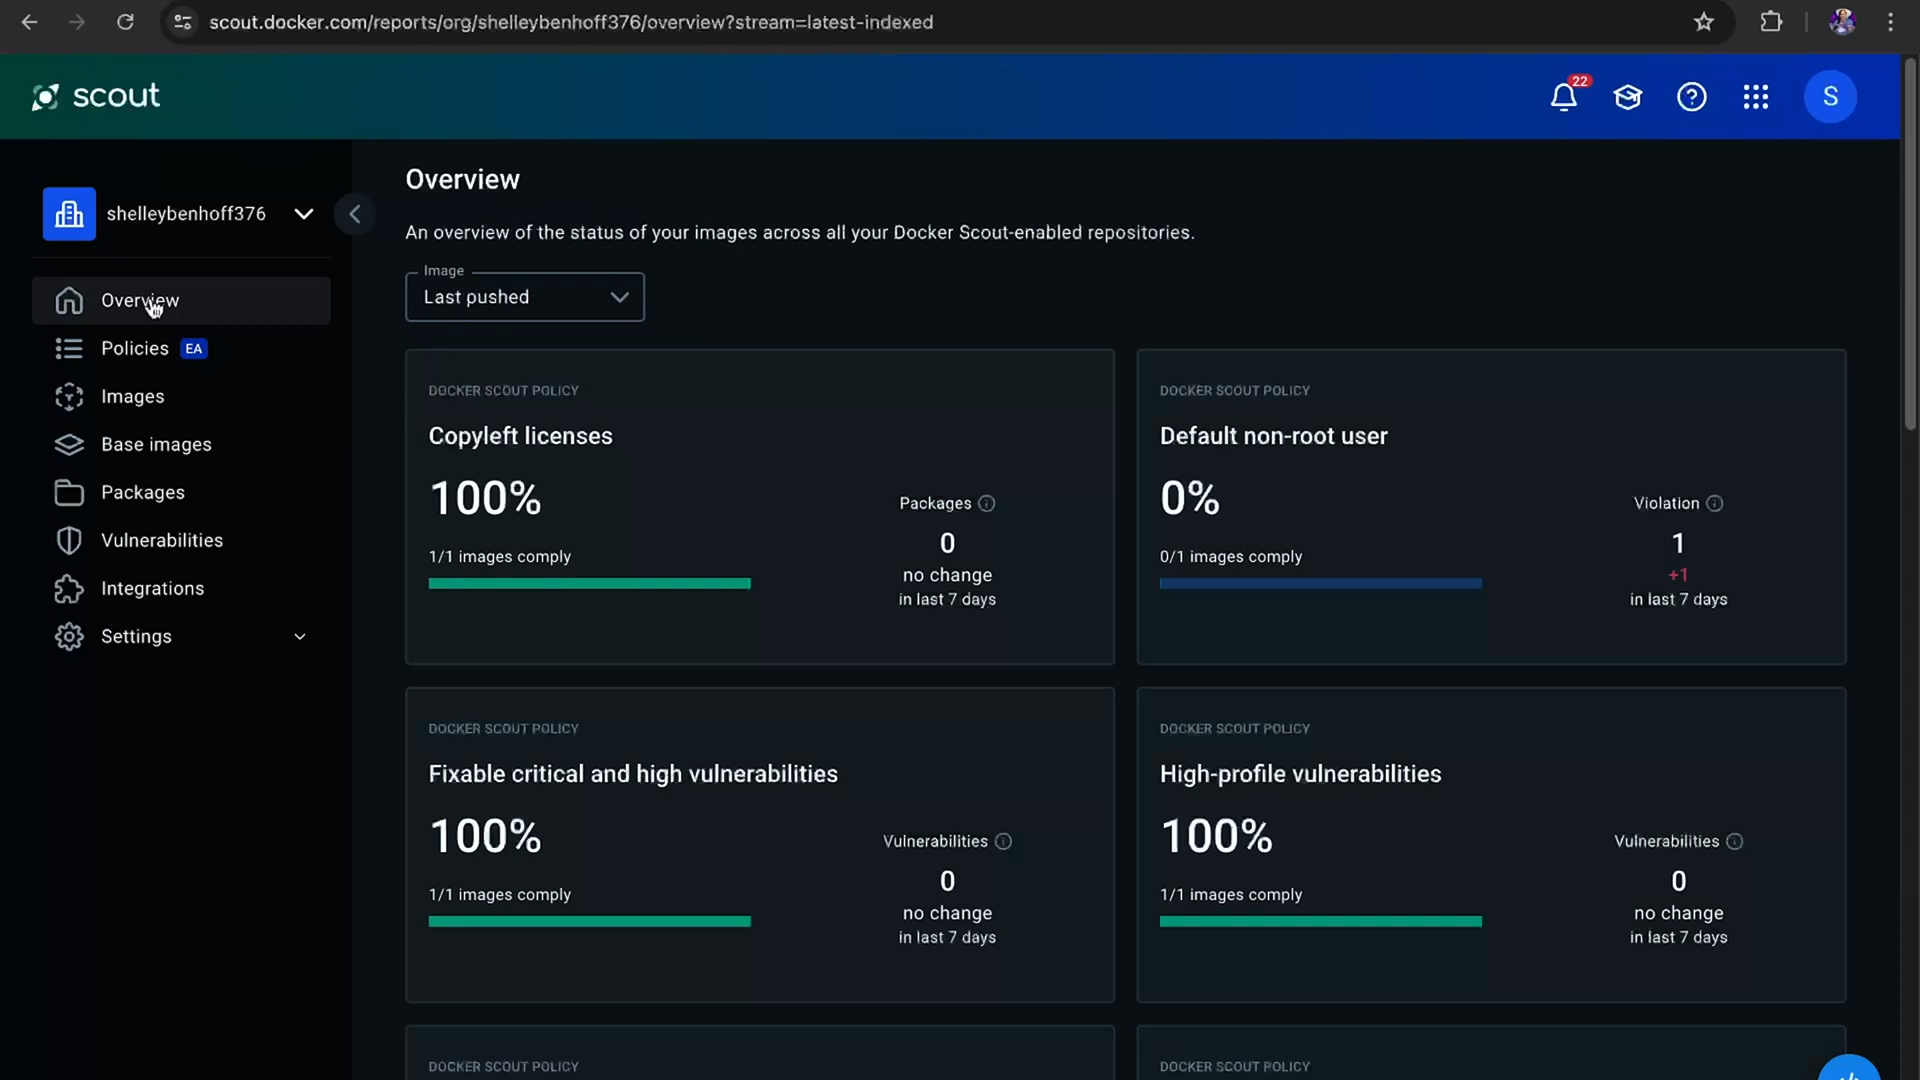 scout.docker.com/reports/org/shelleybenhoff376/overview?stream=latest-indexed
scout
22
S
shelleybenhoff376
Overview
Policies EA
Images
Base images
Packages
Vulnerabilities
Integrations
Settings
Overview
An overview of the status of your images across all your Docker Scout-enabled repositories.
Image
Last pushed
DOCKER SCOUT POLICY
Copyleft licenses
100%
1/1 images comply
Packages
0
no change
in last 7 days
DOCKER SCOUT POLICY
Default non-root user
0%
0/1 images comply
Violation
1
+1
in last 7 days
DOCKER SCOUT POLICY
Fixable critical and high vulnerabilities
100%
1/1 images comply
Vulnerabilities
0
no change
in last 7 days
DOCKER SCOUT POLICY
High-profile vulnerabilities
100%
1/1 images comply
Vulnerabilities
0
no change
in last 7 days
DOCKER SCOUT POLICY
DOCKER SCOUT POLICY